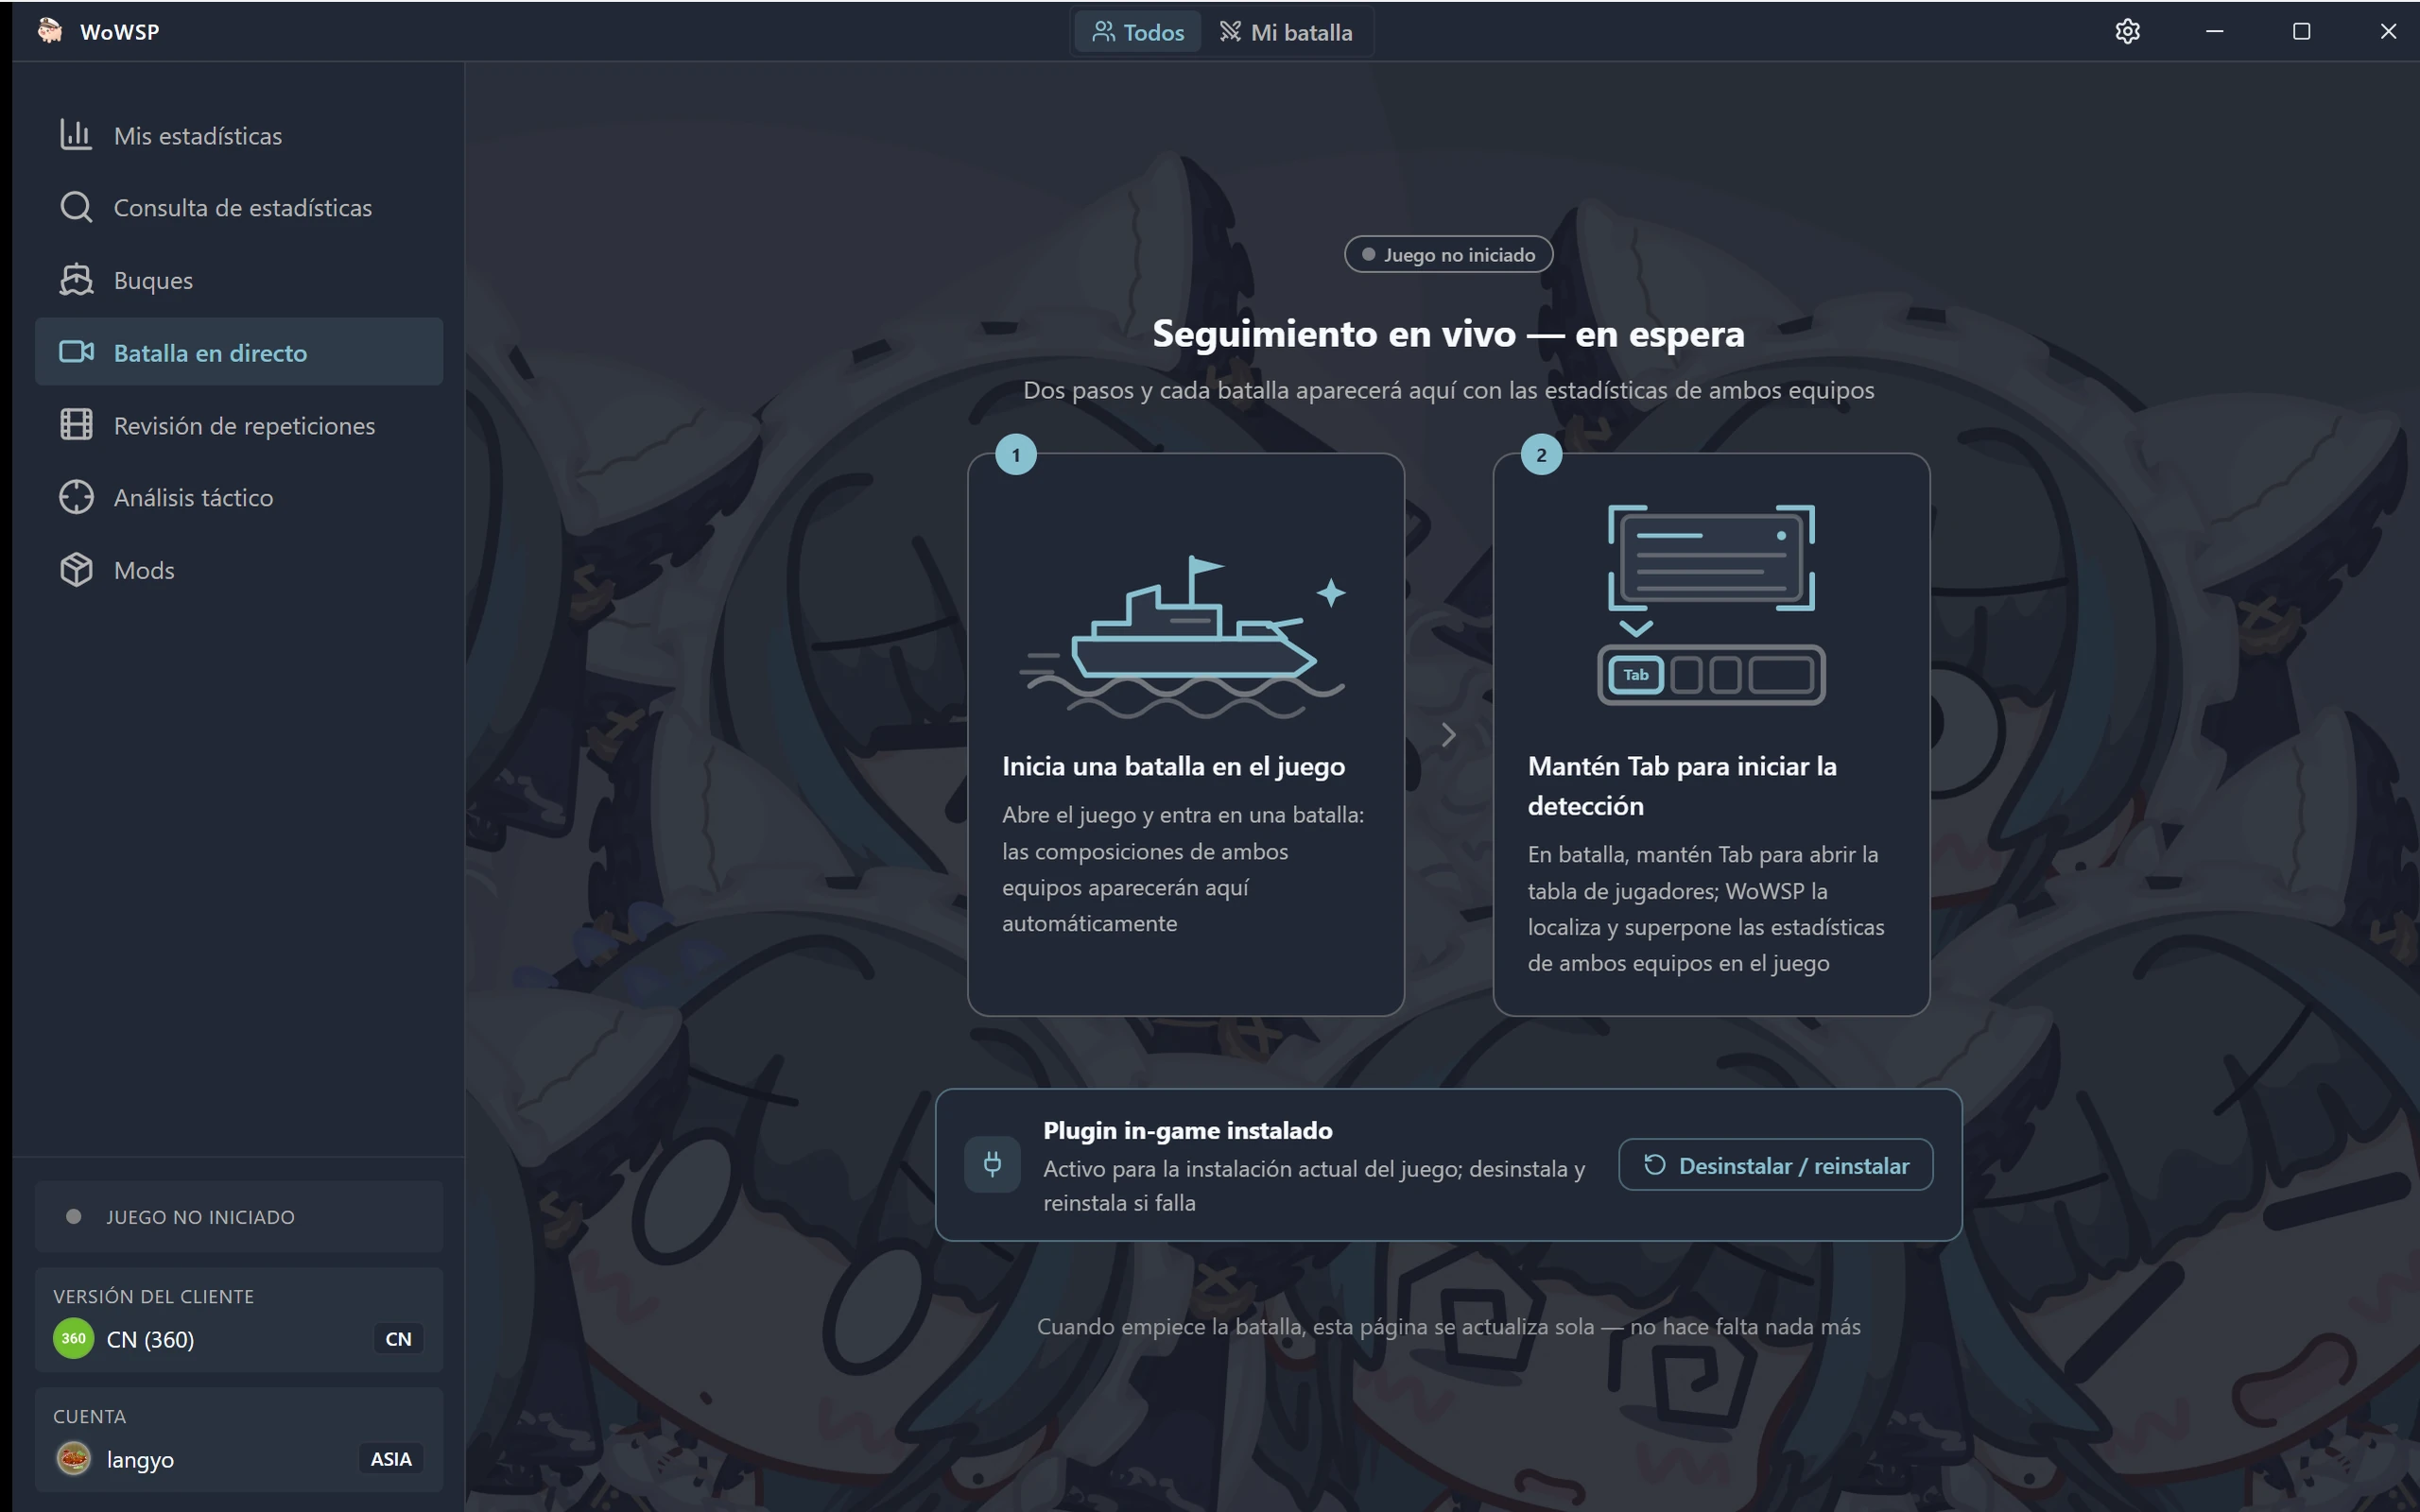 WoWSP
Todos
Mi batalla
Mis estadísticas
Consulta de estadísticas
Buques
Batalla en directo
Revisión de repeticiones
Análisis táctico
Mods
JUEGO NO INICIADO
VERSIÓN DEL CLIENTE
360
CN (360)
CN
CUENTA
langyo
ASIA
Juego no iniciado
Seguimiento en vivo — en espera
Dos pasos y cada batalla aparecerá aquí con las estadísticas de ambos equipos
1
Inicia una batalla en el juego
Abre el juego y entra en una batalla:
las composiciones de ambos
equipos aparecerán aquí
automáticamente
2
Tab
Mantén Tab para iniciar la
detección
En batalla, mantén Tab para abrir la
tabla de jugadores; WoWSP la
localiza y superpone las estadísticas
de ambos equipos en el juego
Plugin in-game instalado
Activo para la instalación actual del juego; desinstala y
reinstala si falla
Desinstalar / reinstalar
Cuando empiece la batalla, esta página se actualiza sola — no hace falta nada más